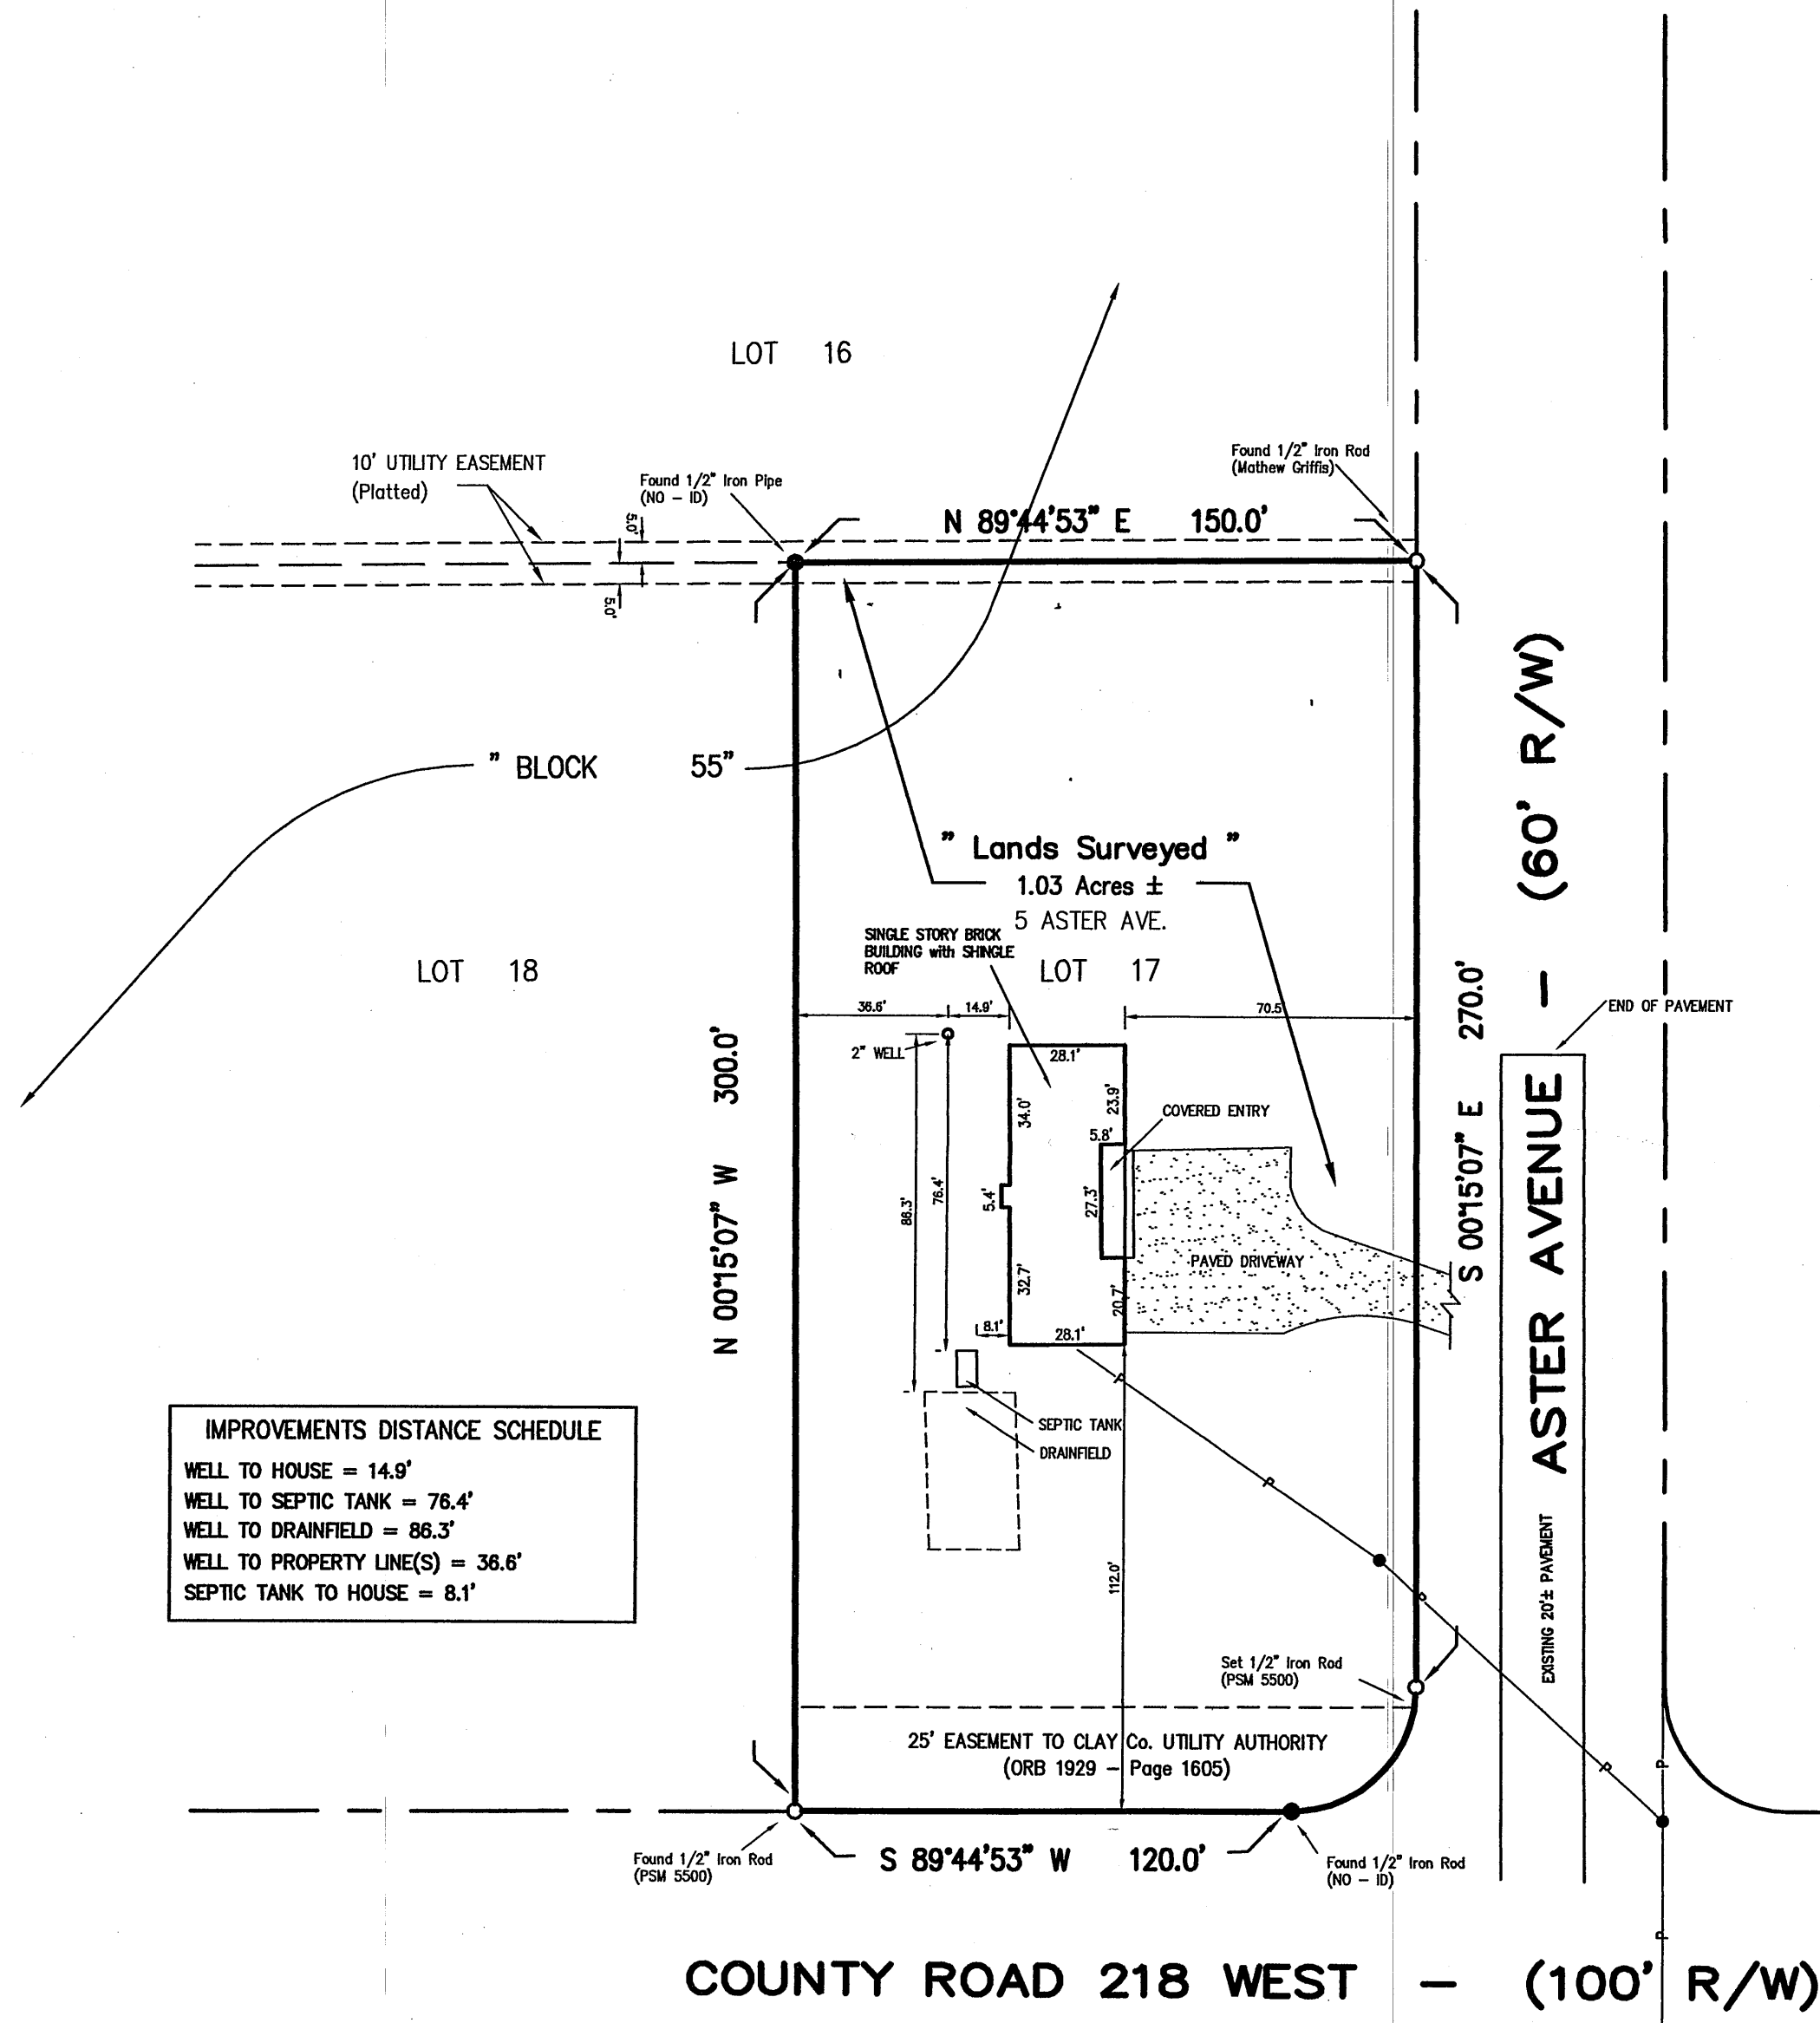 LOT 16
10' UTILITY EASEMENT
(Platted)
Found 1/2" Iron Pipe
(NO - ID)
Found 1/2" Iron Rod
(Mathew Griffis)
5.0'
N 89°44'53" E 150.0'
5.0'
" BLOCK 55"
" Lands Surveyed "
1.03 Acres ±
5 ASTER AVE.
SINGLE STORY BRICK
BUILDING with SHINGLE
ROOF
LOT 18
LOT 17
36.6'
14.9'
70.5
2" WELL
28.1'
34.0'
23.9'
COVERED ENTRY
5.8'
86.3'
76.4'
5.4'
27.3'
PAVED DRIVEWAY
32.7'
20.7'
8.1'
28.1'
N 00°15'07" W 300.0'
S 00°15'07" E 270.0'
END OF PAVEMENT
ASTER AVENUE - (60' R/W)
EXISTING 20'± PAVEMENT
P
P
P
P
P
P
SEPTIC TANK
DRAINFIELD
112.0'
IMPROVEMENTS DISTANCE SCHEDULE
WELL TO HOUSE = 14.9'
WELL TO SEPTIC TANK = 76.4'
WELL TO DRAINFIELD = 86.3'
WELL TO PROPERTY LINE(S) = 36.6'
SEPTIC TANK TO HOUSE = 8.1'
Set 1/2" Iron Rod
(PSM 5500)
25' EASEMENT TO CLAY Co. UTILITY AUTHORITY
(ORB 1929 - Page 1605)
S 89°44'53" W 120.0'
Found 1/2" Iron Rod
(PSM 5500)
Found 1/2" Iron Rod
(NO - ID)
COUNTY ROAD 218 WEST - (100' R/W)